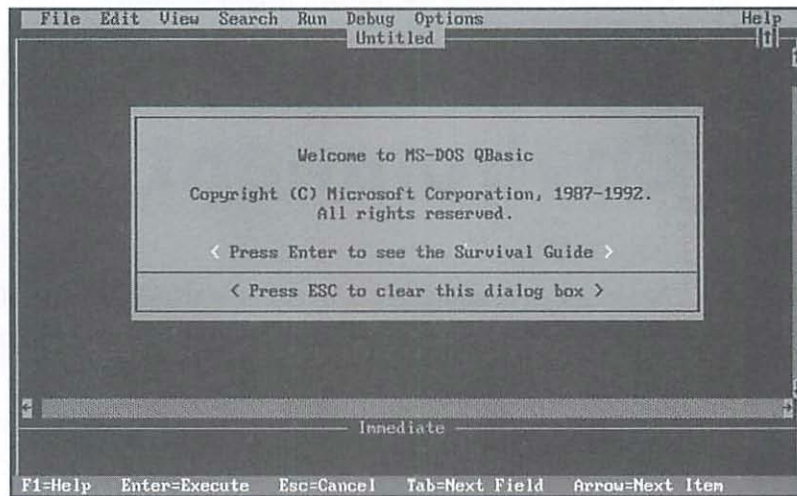 File Edit View Search Run Debug Options Help
Untitled
Welcome to MS-DOS QBasic
Copyright (C) Microsoft Corporation, 1987-1992.
All rights reserved.
< Press Enter to see the Survival Guide >
< Press ESC to clear this dialog box >
Immediate
F1=Help Enter=Execute Esc=Cancel Tab=Next Field Arrow=Next Item